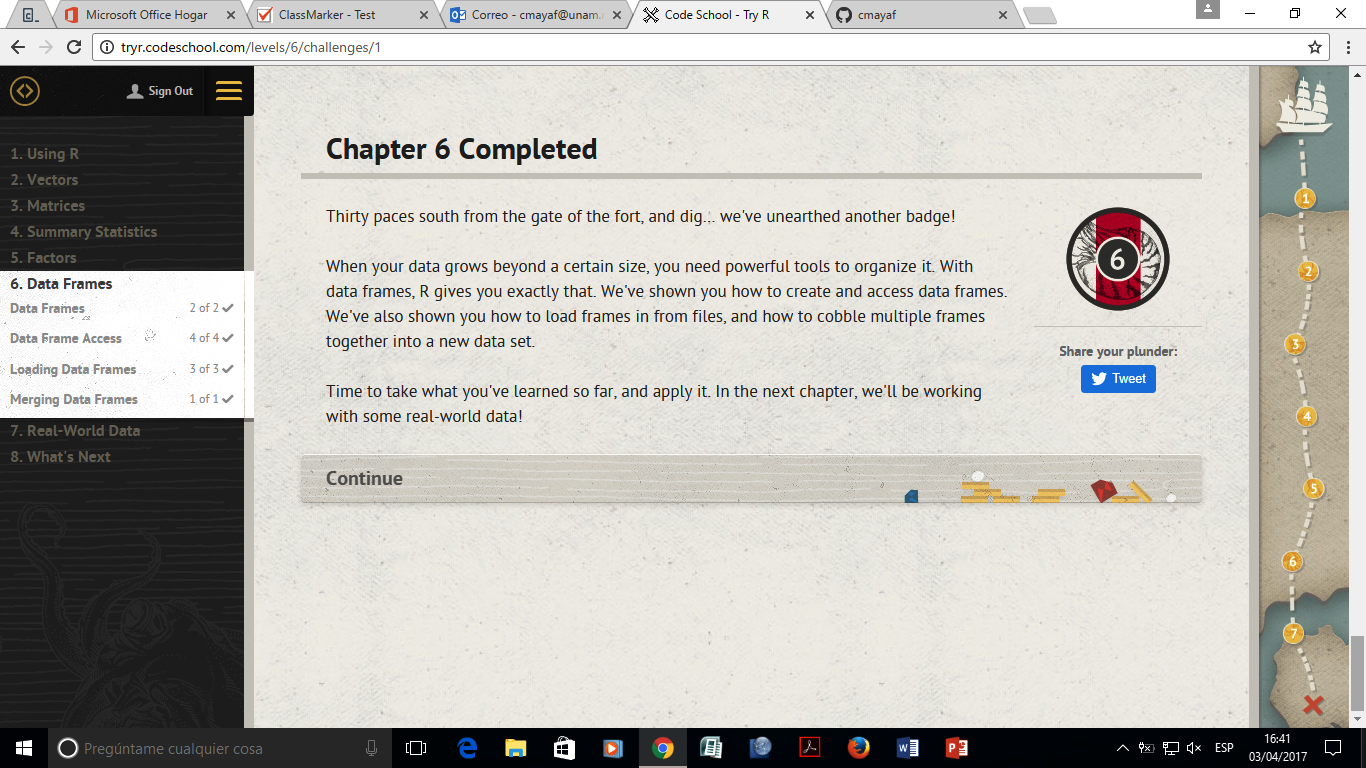 Microsoft Office Hogar
ClassMarker - Test
Correo - cmayaf@unam.
Code School - Try R
cmayaf
tryr.codeschool.com/levels/6/challenges/1
Sign Out
1. Using R
2. Vectors
3. Matrices
4. Summary Statistics
5. Factors
6. Data Frames
Data Frames 2 of 2
Data Frame Access 4 of 4
Loading Data Frames 3 of 3
Merging Data Frames 1 of 1
7. Real-World Data
8. What's Next
Chapter 6 Completed
Thirty paces south from the gate of the fort, and dig... we've unearthed another badge!
When your data grows beyond a certain size, you need powerful tools to organize it. With
data frames, R gives you exactly that. We've shown you how to create and access data frames.
We've also shown you how to load frames in from files, and how to cobble multiple frames
together into a new data set.
Time to take what you've learned so far, and apply it. In the next chapter, we'll be working
with some real-world data!
6
Share your plunder:
Tweet
Continue
1
2
3
4
5
6
7
Pregúntame cualquier cosa
ESP
16:41
03/04/2017